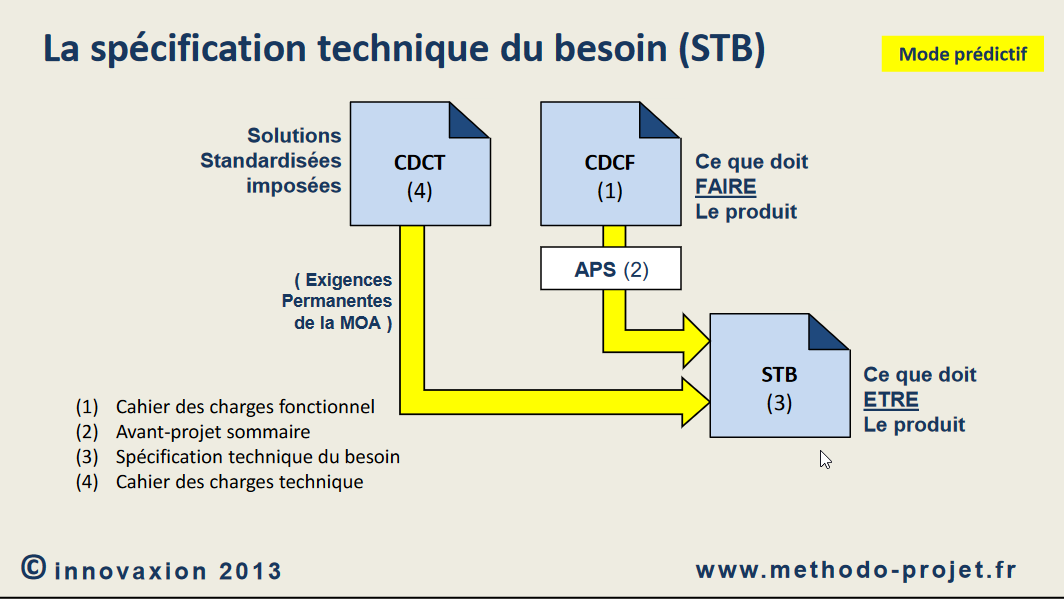 La spécification technique du besoin (STB)
Mode prédictif
Solutions
Standardisées
imposées
CDCT
(4)
CDCF
(1)
Ce que doit
FAIRE
Le produit
APS (2)
( Exigences
Permanentes
de la MOA )
STB
(3)
Ce que doit
ETRE
Le produit
(1) Cahier des charges fonctionnel
(2) Avant-projet sommaire
(3) Spécification technique du besoin
(4) Cahier des charges technique
© innovaxion 2013
www.methodo-projet.fr